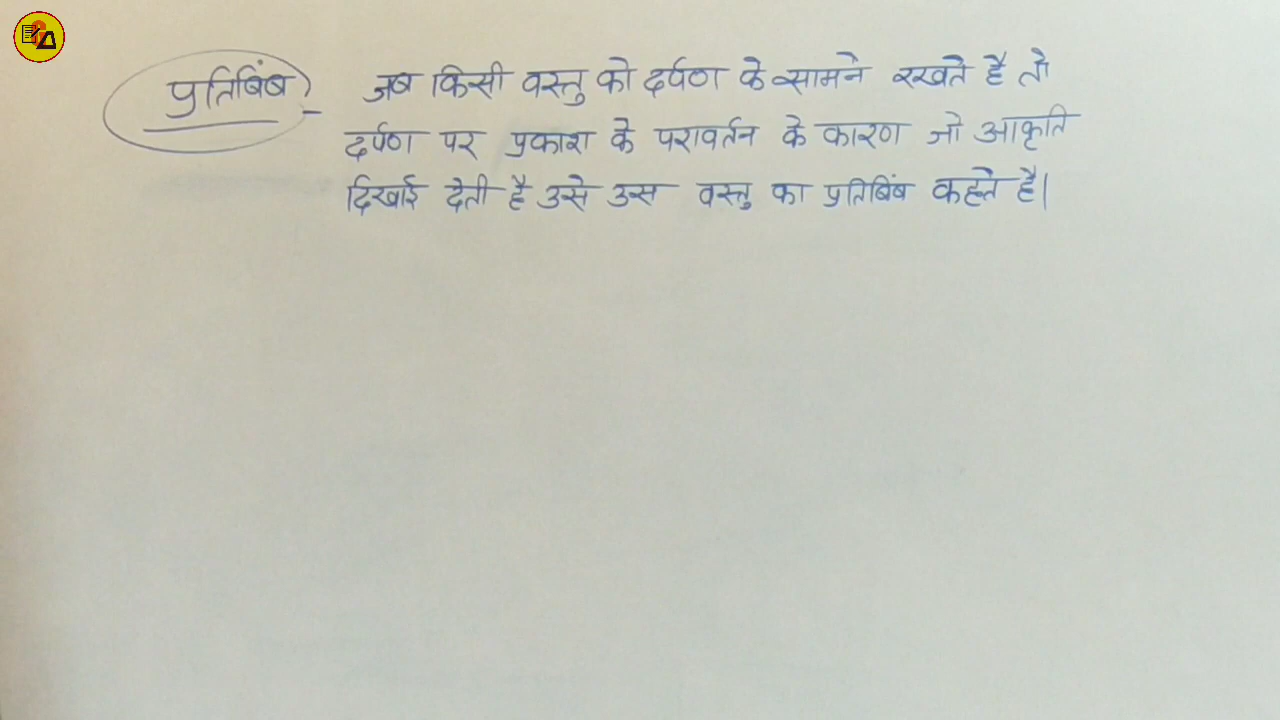 प्रतिबिंब - जब किसी वस्तु को दर्पण के सामने रखते है तो
दर्पण पर प्रकाश के परावर्तन के कारण जो आकृति
दिखाई देती है उसे उस वस्तु का प्रतिबिंब कहते है।